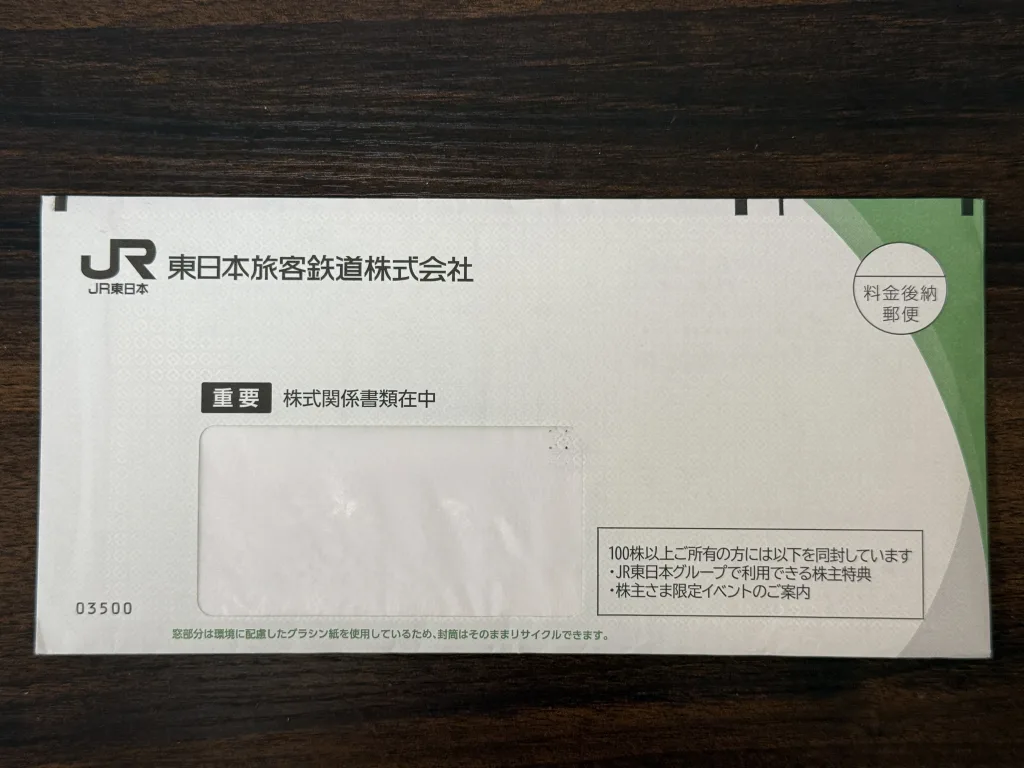 JR
JR東日本
東日本旅客鉄道株式会社
料金後納
郵便
重要 株式関係書類在中
100株以上ご所有の方には以下を同封しています
・JR東日本グループで利用できる株主特典
・株主さま限定イベントのご案内
03500
窓部分は環境に配慮したグラシン紙を使用しているため、封筒はそのままリサイクルできます。